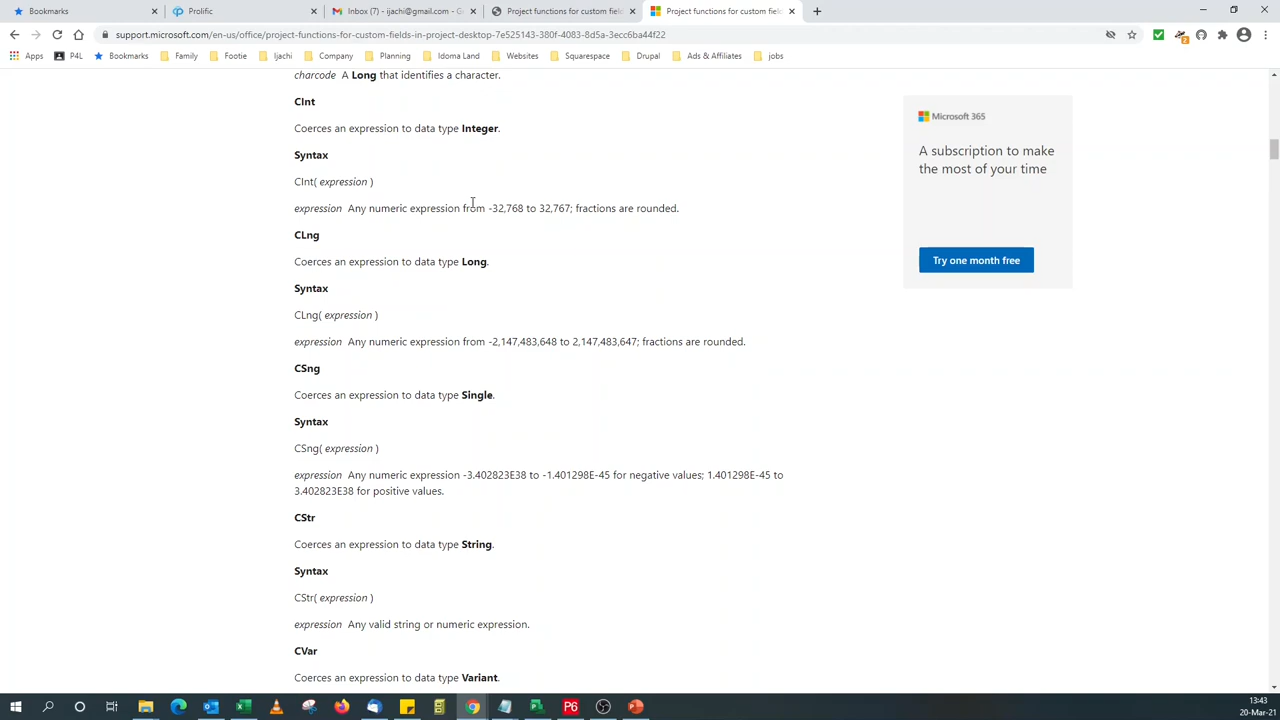 Bookmarks
Prolific
Inbox (7) - ijachi@gmail.com - G
Project functions for custom field
Project functions for custom field
support.microsoft.com/en-us/office/project-functions-for-custom-fields-in-project-desktop-7e525143-380f-4083-8d5a-3ecc6ba44f22
Apps P4L Bookmarks Family Footie Ijachi Company Planning Idoma Land Websites Squarespace Drupal Ads & Affiliates jobs
charcode A Long that identifies a character.
CInt
Coerces an expression to data type Integer.
Syntax
CInt( expression )
expression Any numeric expression from -32,768 to 32,767; fractions are rounded.
CLng
Coerces an expression to data type Long.
Syntax
CLng( expression )
expression Any numeric expression from -2,147,483,648 to 2,147,483,647; fractions are rounded.
CSng
Coerces an expression to data type Single.
Syntax
CSng( expression )
expression Any numeric expression -3.402823E38 to -1.401298E-45 for negative values; 1.401298E-45 to
3.402823E38 for positive values.
CStr
Coerces an expression to data type String.
Syntax
CStr( expression )
expression Any valid string or numeric expression.
CVar
Coerces an expression to data type Variant.
Microsoft 365
A subscription to make
the most of your time
Try one month free
2
P6
13:43
20-Mar-21